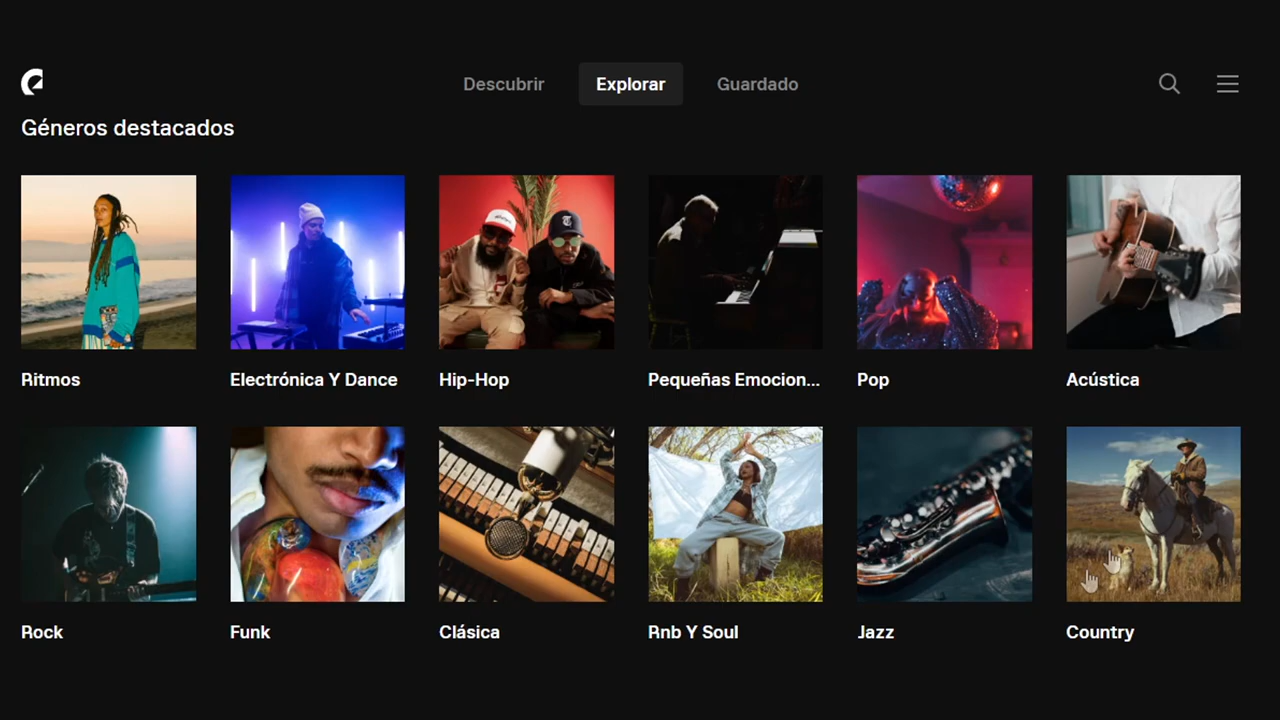 Descubrir
Explorar
Guardado
Géneros destacados
Ritmos
Electrónica Y Dance
Hip-Hop
Pequeñas Emocion...
Pop
Acústica
Rock
Funk
Clásica
Rnb Y Soul
Jazz
Country